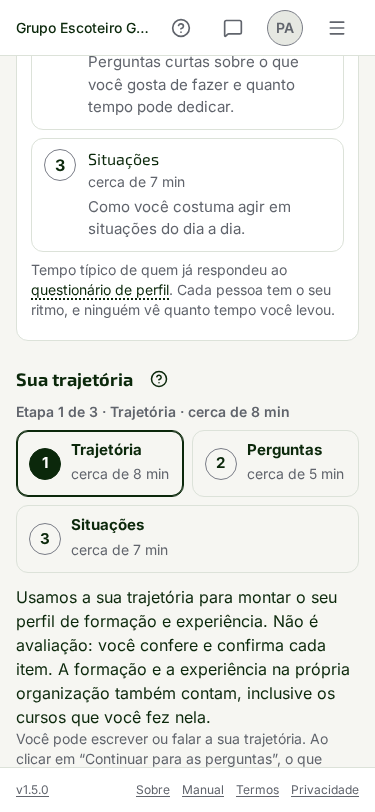 Grupo Escoteiro G...
PA
Perguntas curtas sobre o que
você gosta de fazer e quanto
tempo pode dedicar.
3
Situações
cerca de 7 min
Como você costuma agir em
situações do dia a dia.
Tempo típico de quem já respondeu ao
questionário de perfil. Cada pessoa tem o seu
ritmo, e ninguém vê quanto tempo você levou.
Sua trajetória
Etapa 1 de 3 · Trajetória · cerca de 8 min
1
Trajetória
cerca de 8 min
2
Perguntas
cerca de 5 min
3
Situações
cerca de 7 min
Usamos a sua trajetória para montar o seu
perfil de formação e experiência. Não é
avaliação: você confere e confirma cada
item. A formação e a experiência na própria
organização também contam, inclusive os
cursos que você fez nela.
Você pode escrever ou falar a sua trajetória. Ao
clicar em “Continuar para as perguntas”, o que
v1.5.0
Sobre
Manual
Termos
Privacidade